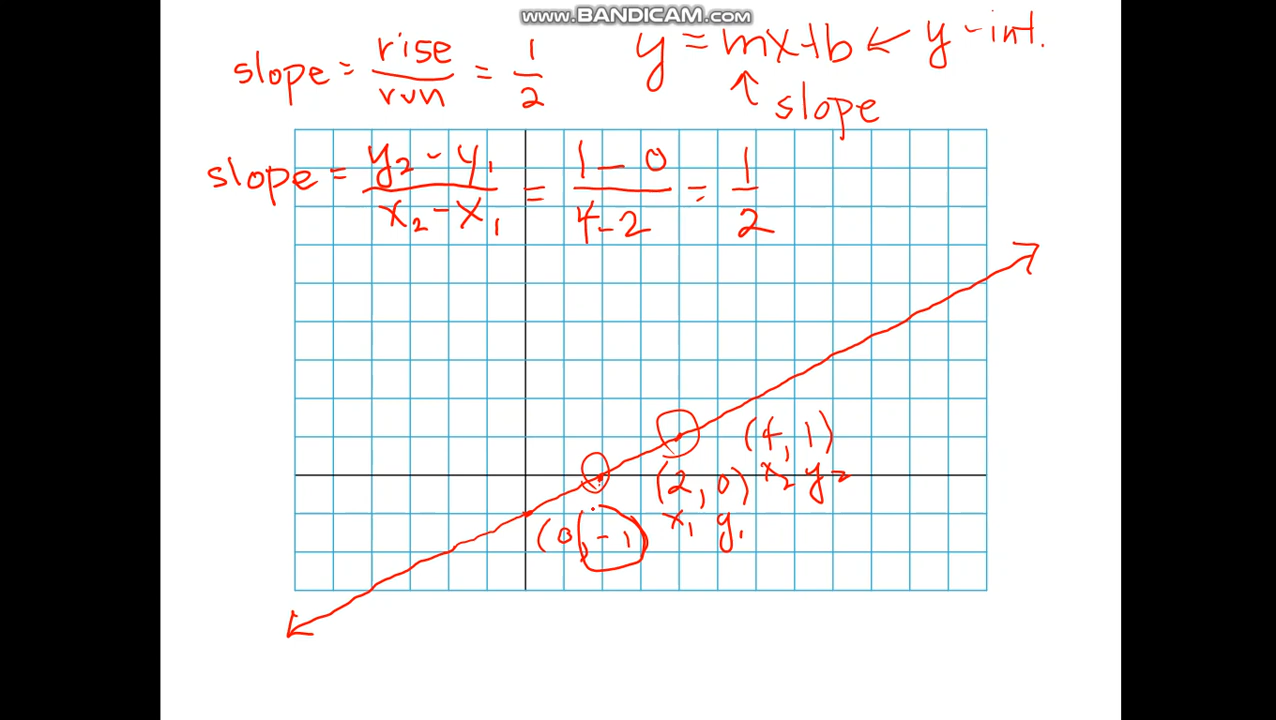 www.BANDICAM.com
slope = rise/run = 1/2
y = mx+b ← y-int.
↑ slope
slope = y₂-y₁/x₂-x₁ = 1-0/4-2 = 1/2
(4, 1)
x₂ y₂
(2, 0)
x₁ y₁
(0, -1)